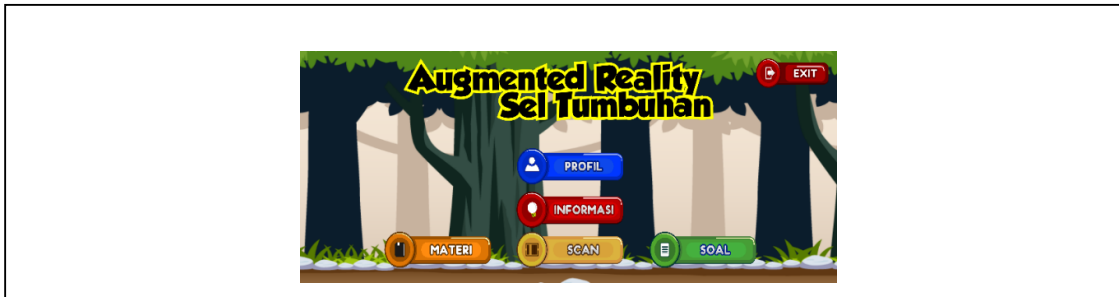 Augmented Reality
Sel Tumbuhan
EXIT
PROFIL
INFORMASI
MATERI
SCAN
SOAL